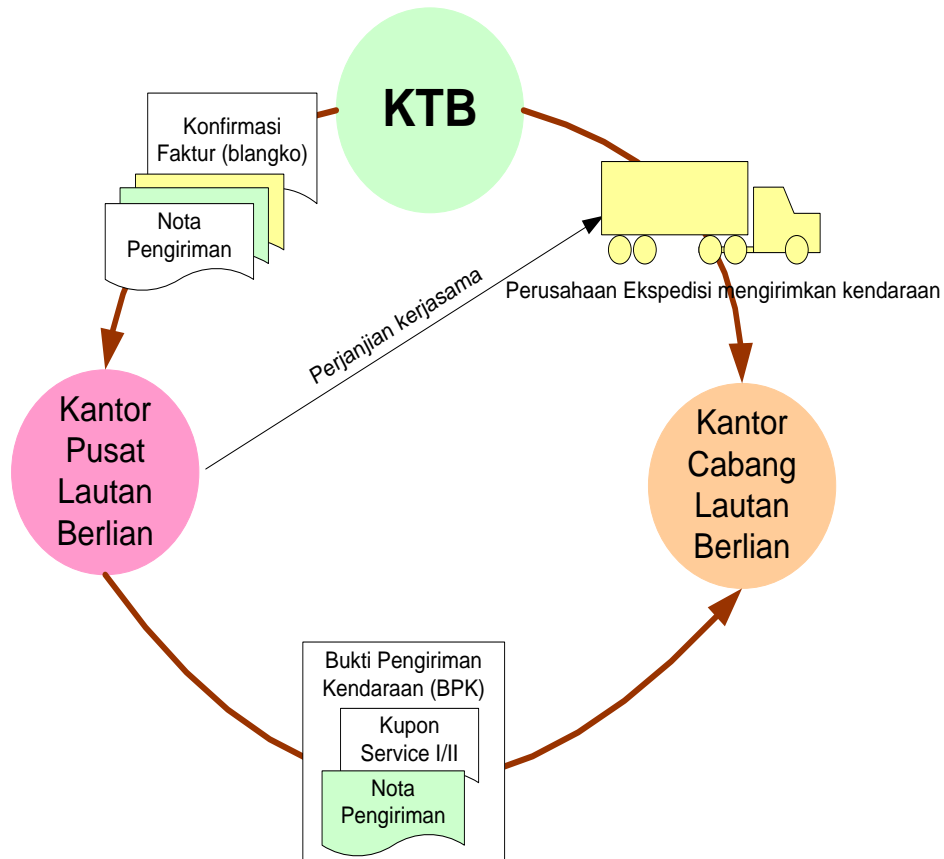 KTB
Konfirmasi
Faktur (blangko)
Nota
Pengiriman
Perjanjian kerjasama
Perusahaan Ekspedisi mengirimkan kendaraan
Kantor
Pusat
Lautan
Berlian
Kantor
Cabang
Lautan
Berlian
Bukti Pengiriman
Kendaraan (BPK)
Kupon
Service I/II
Nota
Pengiriman